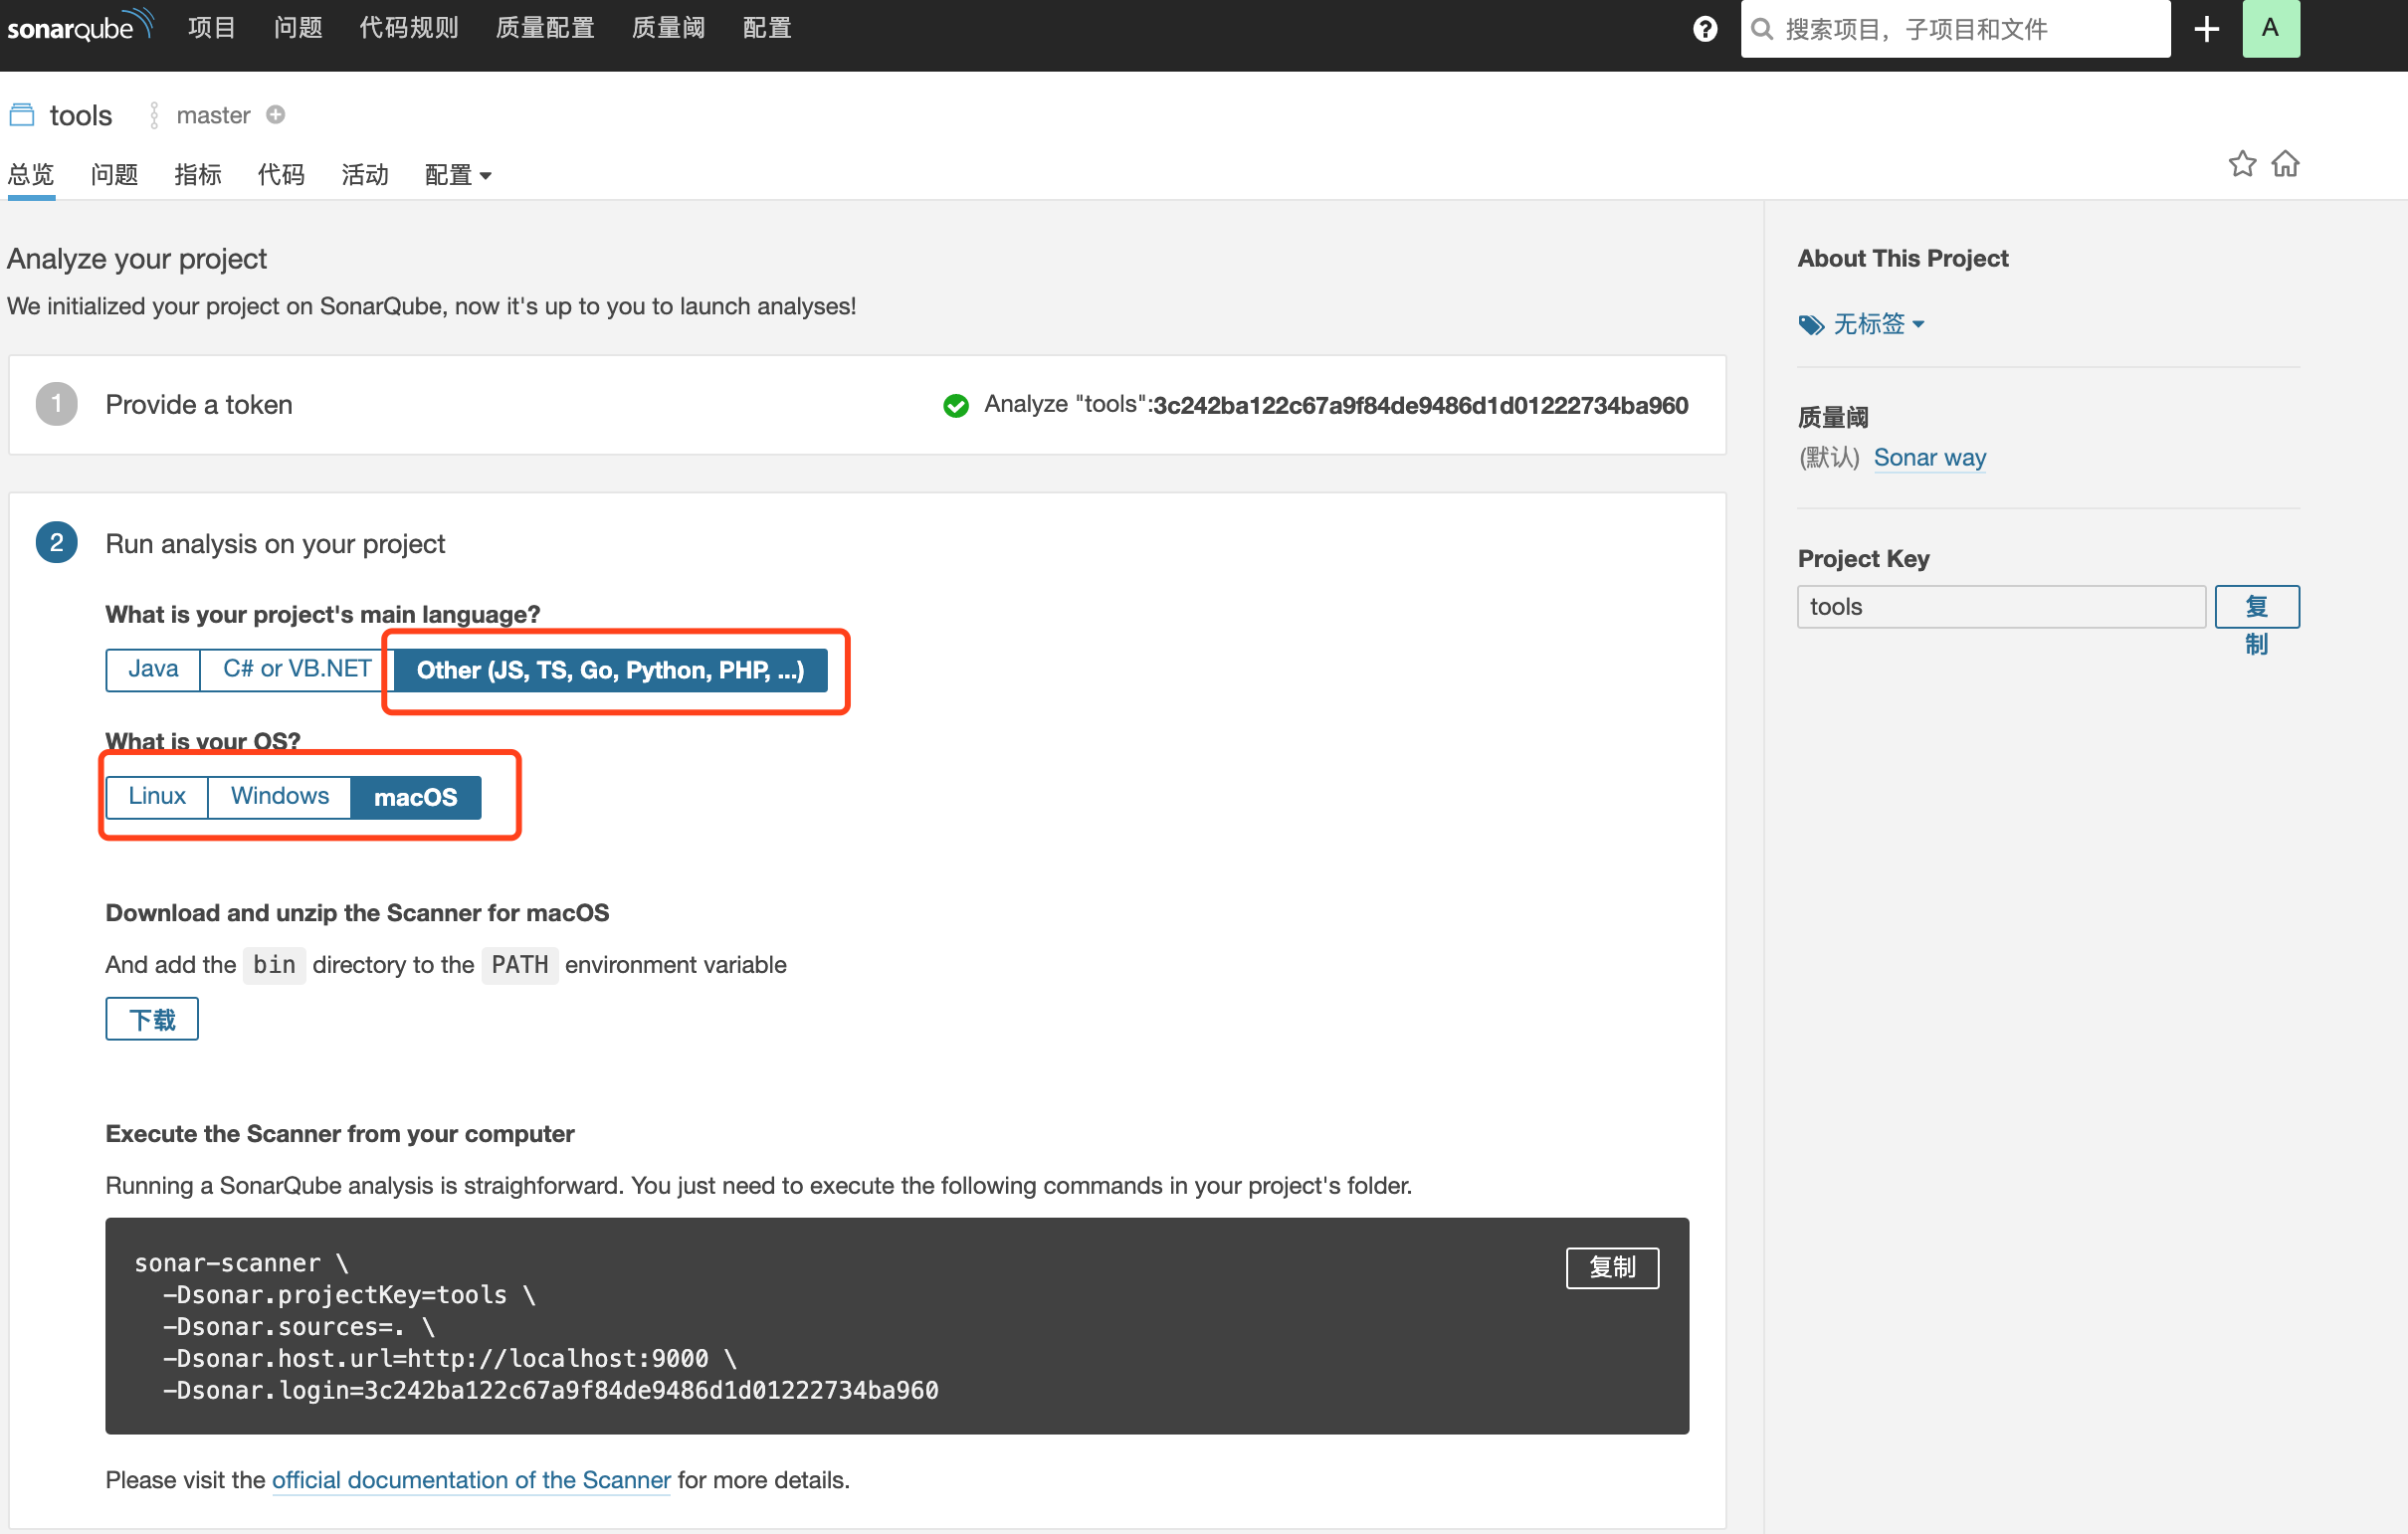 sonarqube 项目 问题 代码规则 质量配置 质量阈 配置 ? 搜索项目，子项目和文件 + A
tools master
总览 问题 指标 代码 活动 配置
Analyze your project
We initialized your project on SonarQube, now it's up to you to launch analyses!
1 Provide a token Analyze "tools":3c242ba122c67a9f84de9486d1d01222734ba960
2 Run analysis on your project
What is your project's main language?
Java C# or VB.NET Other (JS, TS, Go, Python, PHP, ...)
What is your OS?
Linux Windows macOS
Download and unzip the Scanner for macOS
And add the bin directory to the PATH environment variable
下载
Execute the Scanner from your computer
Running a SonarQube analysis is straighforward. You just need to execute the following commands in your project's folder.
sonar-scanner \
-Dsonar.projectKey=tools \
-Dsonar.sources=. \
-Dsonar.host.url=http://localhost:9000 \
-Dsonar.login=3c242ba122c67a9f84de9486d1d01222734ba960
复制
Please visit the official documentation of the Scanner for more details.
About This Project
无标签
质量阈
(默认) Sonar way
Project Key
tools 复
制